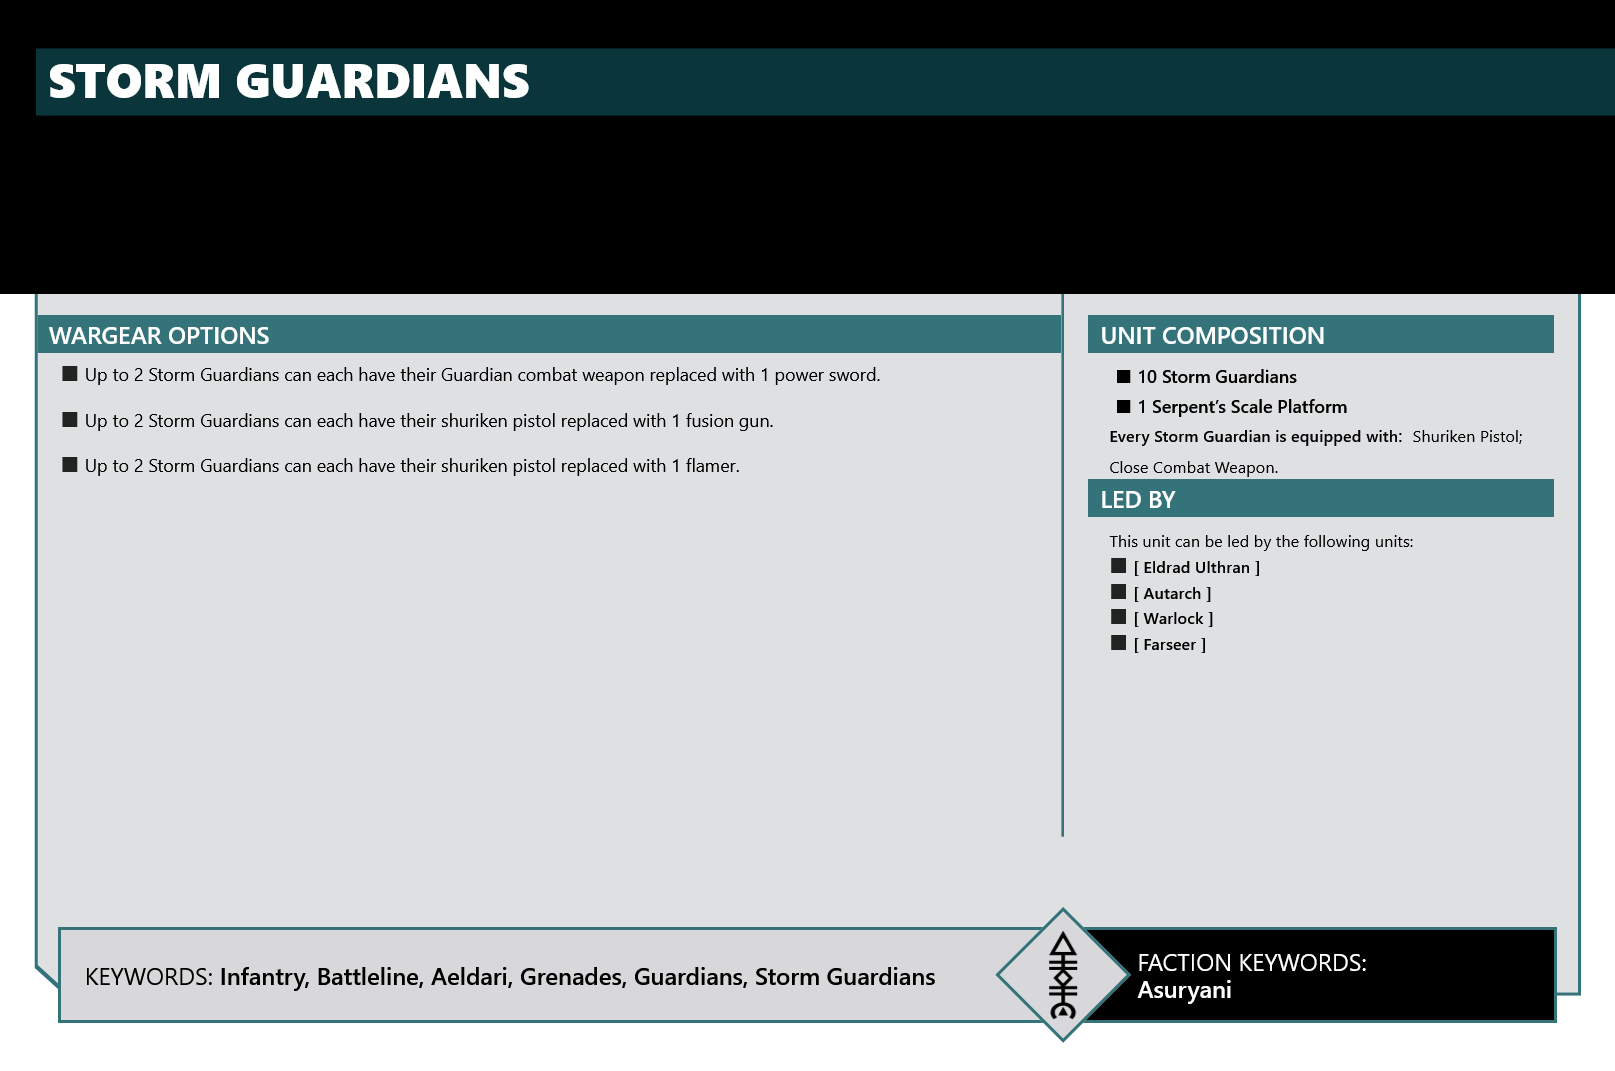 STORM GUARDIANS
WARGEAR OPTIONS
■ Up to 2 Storm Guardians can each have their Guardian combat weapon replaced with 1 power sword.
■ Up to 2 Storm Guardians can each have their shuriken pistol replaced with 1 fusion gun.
■ Up to 2 Storm Guardians can each have their shuriken pistol replaced with 1 flamer.
UNIT COMPOSITION
■ 10 Storm Guardians
■ 1 Serpent’s Scale Platform
Every Storm Guardian is equipped with: Shuriken Pistol;
Close Combat Weapon.
LED BY
This unit can be led by the following units:
■ [ Eldrad Ulthran ]
■ [ Autarch ]
■ [ Warlock ]
■ [ Farseer ]
KEYWORDS: Infantry, Battleline, Aeldari, Grenades, Guardians, Storm Guardians
FACTION KEYWORDS:
Asuryani